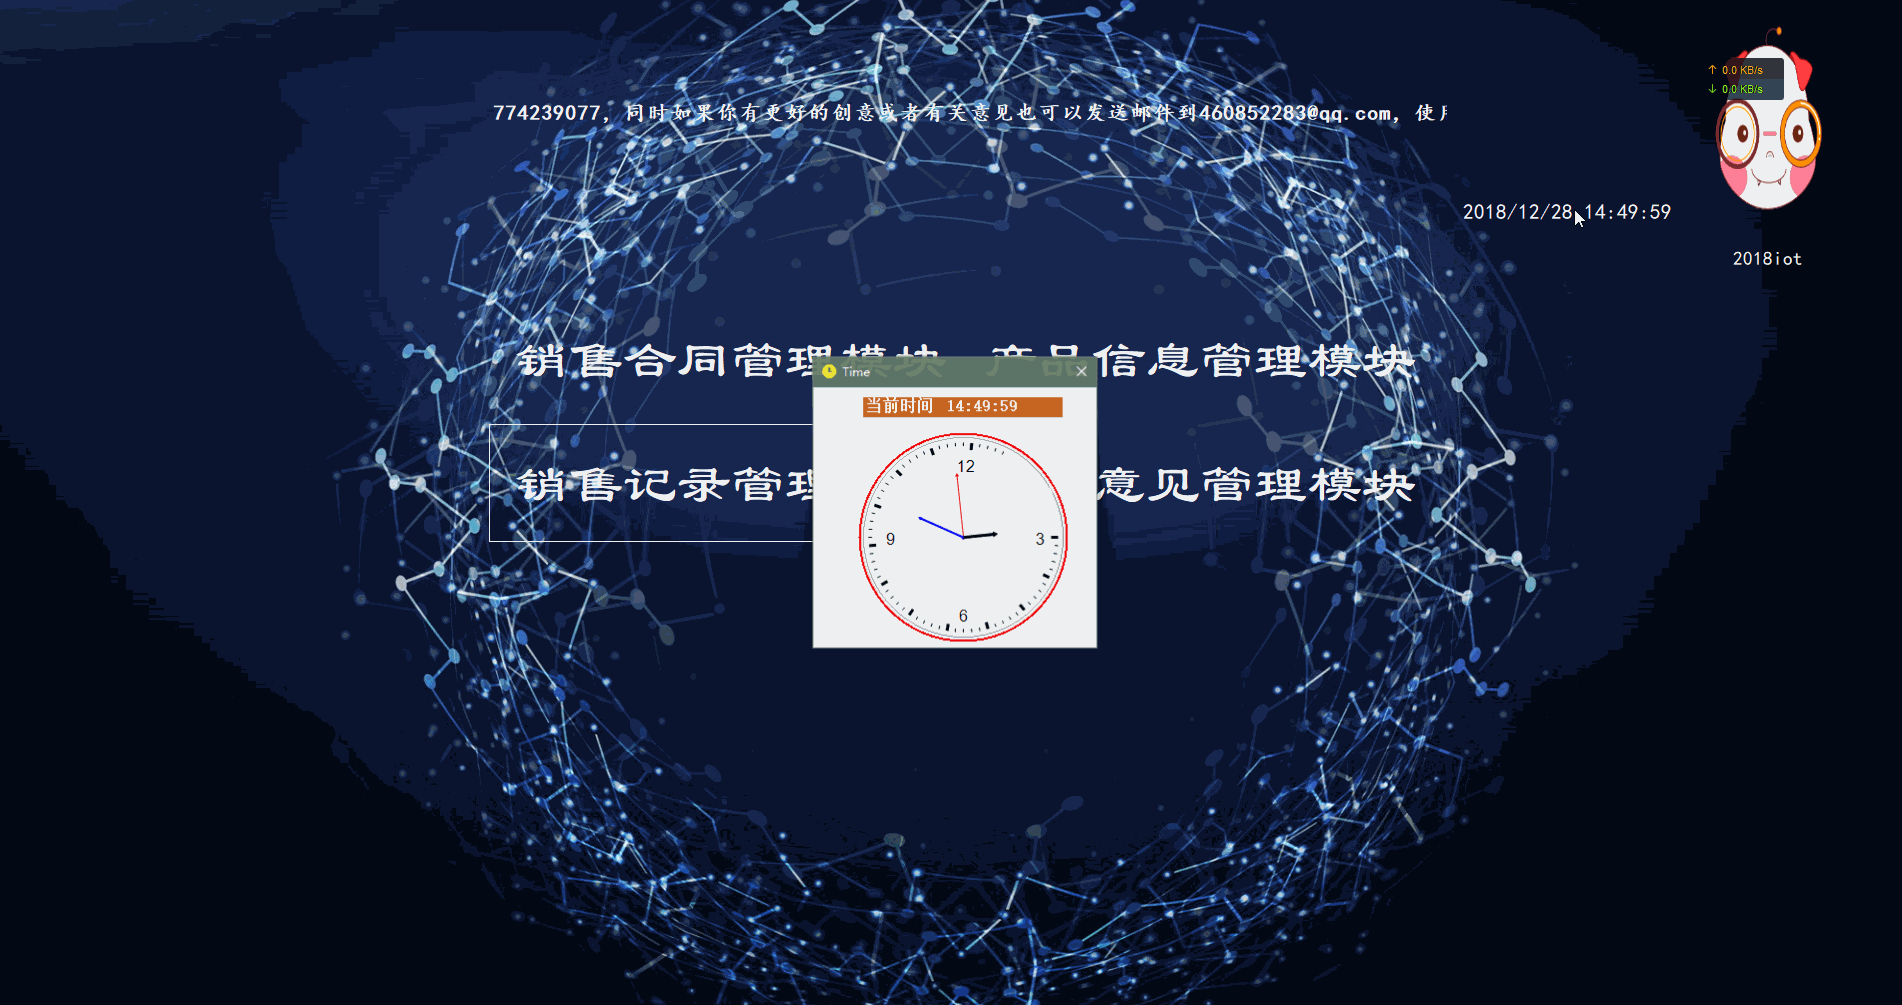 ↑ 0.0 KB/s
↓ 0.0 KB/s
774239077, 同时如果你有更好的创意或者有关意见也可以发送邮件到460852283@qq.com, 使
2018/12/28 14:49:59
2018iot
销售合同管理模块 产品信息管理模块
Time
当前时间 14:49:59
12
9
3
6
销售记录管理 意见管理模块